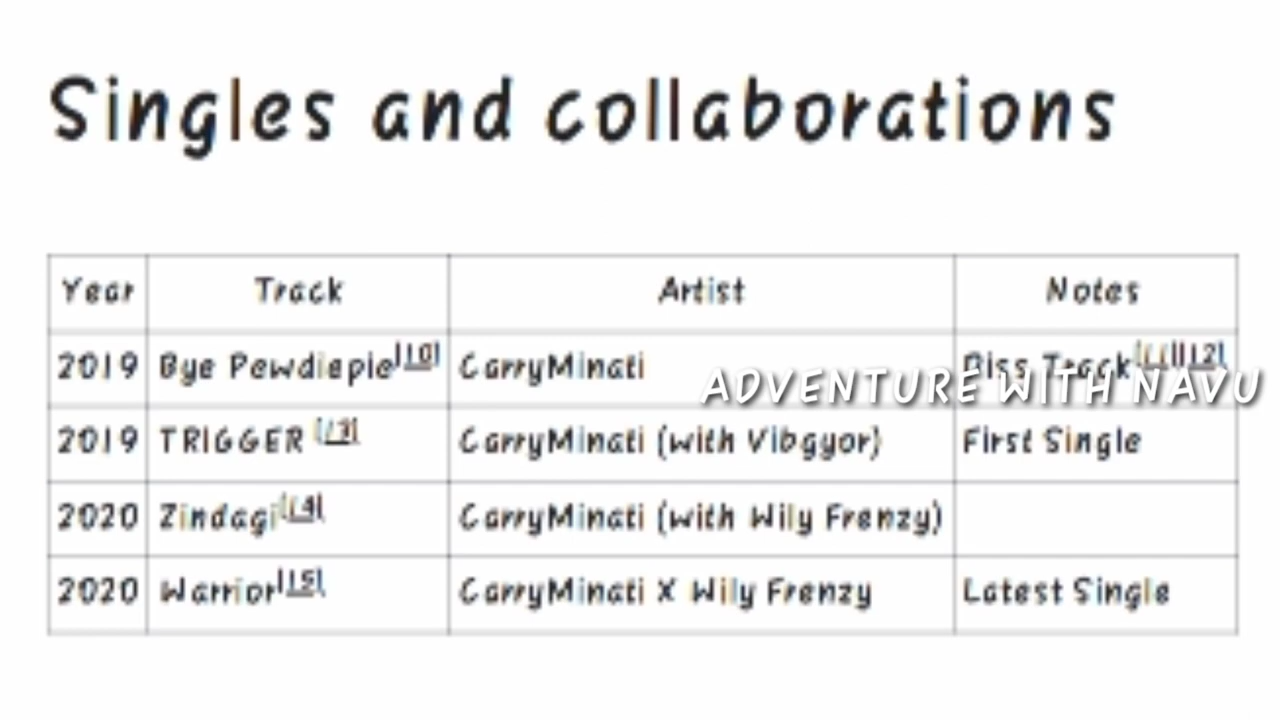 Singles and collaborations
Year Track Artist Notes
2019 Bye Pewdiepie[10] CarryMinati Diss Track[11][12]
ADVENTURE WITH NAVU
2019 TRIGGER [13] CarryMinati (with Vibgyor) First Single
2020 Zindagi[14] CarryMinati (with Wily Frenzy)
2020 Warrior[15] CarryMinati X Wily Frenzy Latest Single